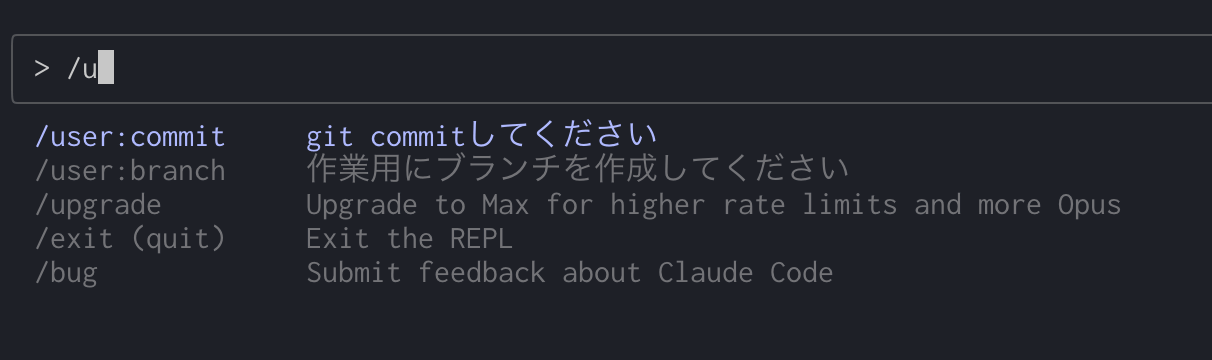 > /u
/user:commit git commitしてください
/user:branch 作業用にブランチを作成してください
/upgrade Upgrade to Max for higher rate limits and more Opus
/exit (quit) Exit the REPL
/bug Submit feedback about Claude Code